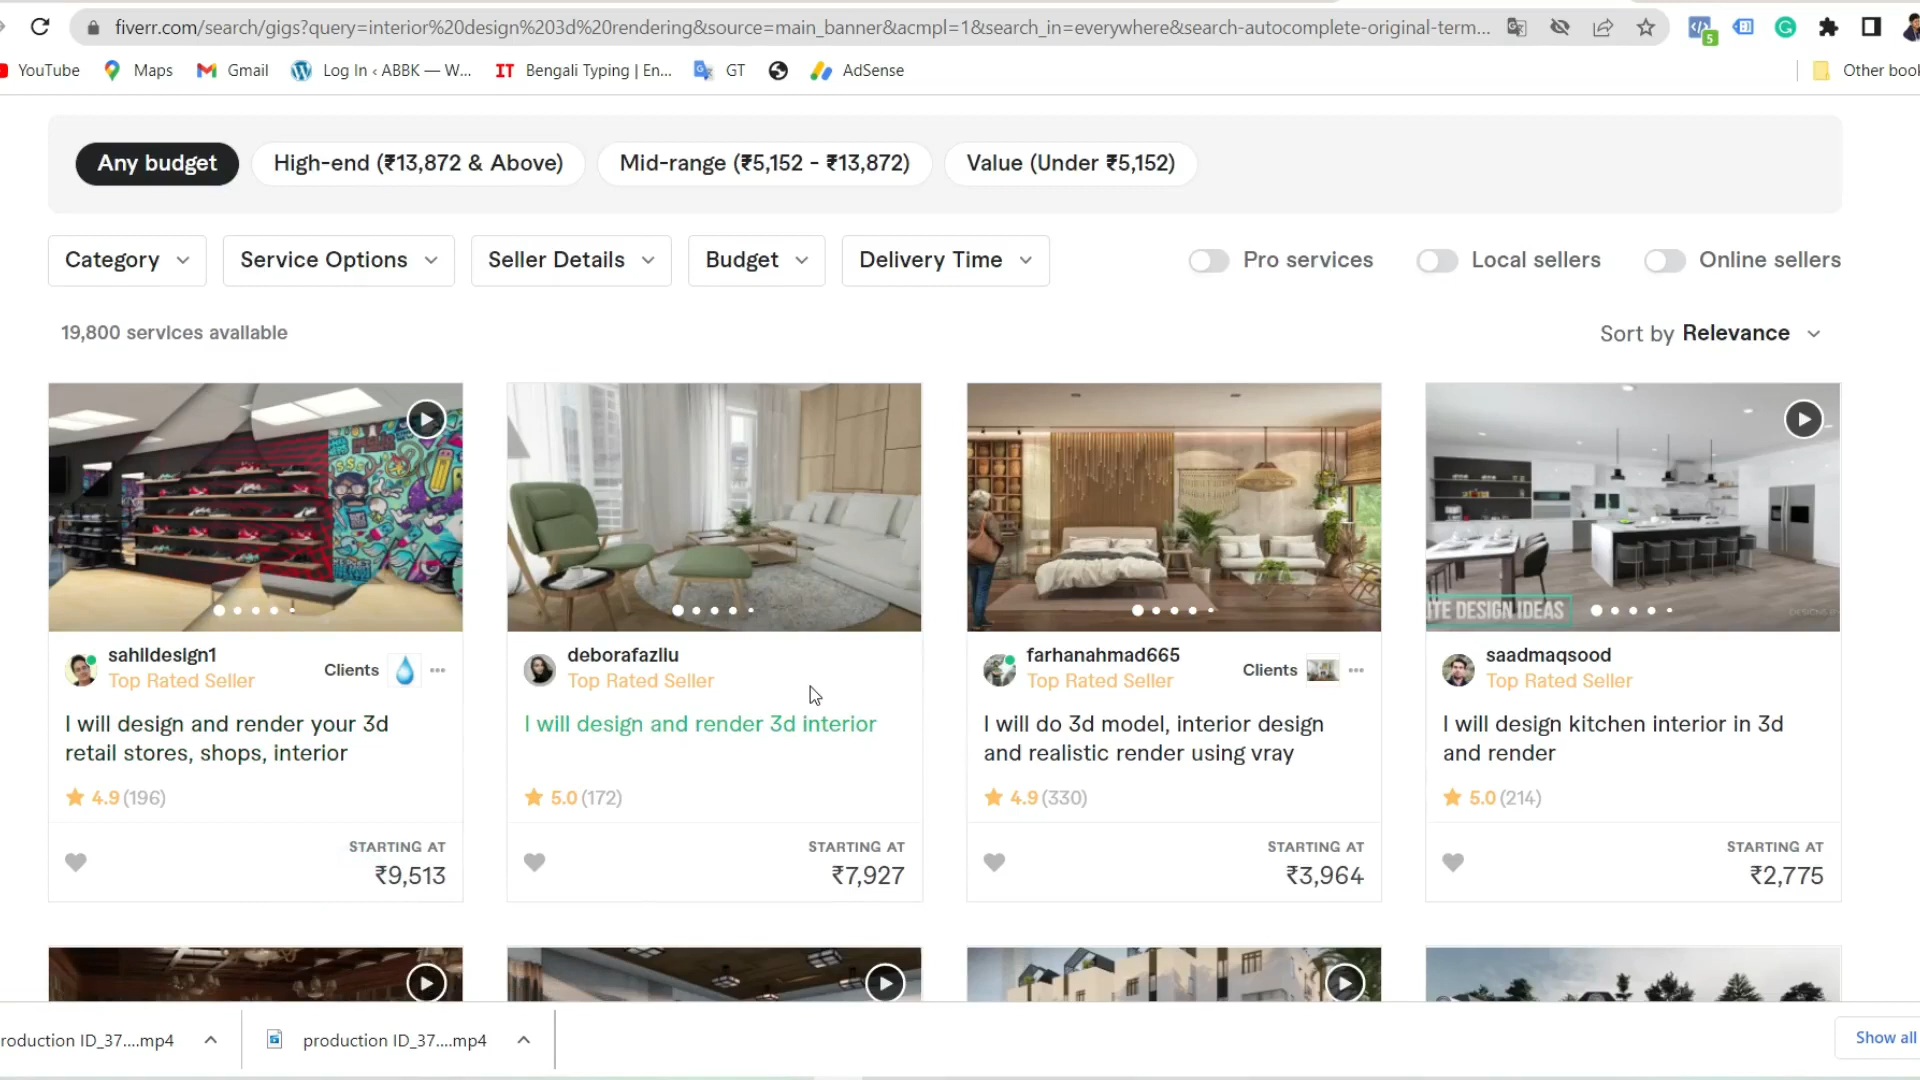 fiverr.com/search/gigs?query=interior%20design%203d%20rendering&source=main_banner&acmpl=1&search_in=everywhere&search-autocomplete-original-term...
5
YouTube Maps Gmail Log In ‹ ABBK — W... IT Bengali Typing | En... GT AdSense Other book
Any budget High-end (₹13,872 & Above) Mid-range (₹5,152 - ₹13,872) Value (Under ₹5,152)
Category Service Options Seller Details Budget Delivery Time Pro services Local sellers Online sellers
19,800 services available Sort by Relevance
ITE DESIGN IDEAS
sahildesign1
Top Rated Seller
Clients
I will design and render your 3d
retail stores, shops, interior
4.9 (196)
STARTING AT
₹9,513
deborafazliu
Top Rated Seller
I will design and render 3d interior
5.0 (172)
STARTING AT
₹7,927
farhanahmad665
Top Rated Seller
Clients
I will do 3d model, interior design
and realistic render using vray
4.9 (330)
STARTING AT
₹3,964
saadmaqsood
Top Rated Seller
I will design kitchen interior in 3d
and render
5.0 (214)
STARTING AT
₹2,775
roduction ID_37....mp4 production ID_37....mp4 Show all